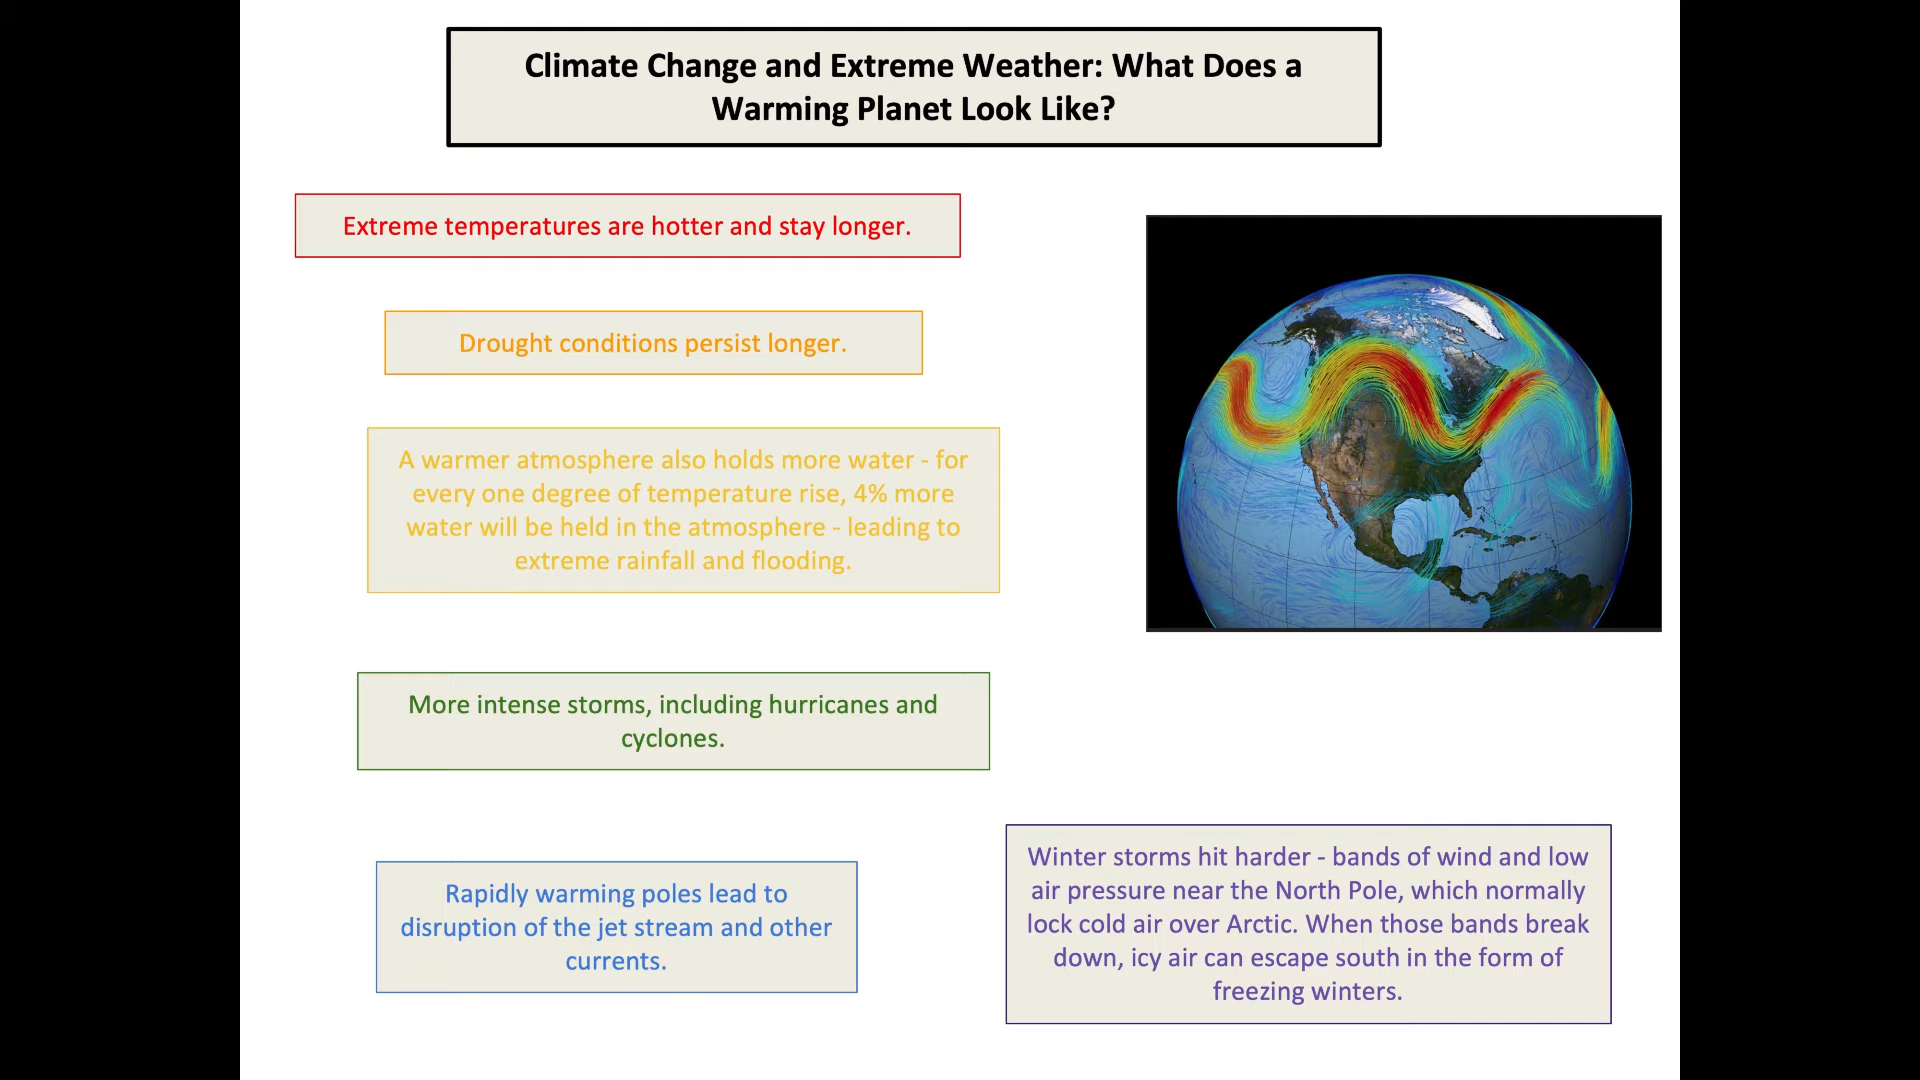 Climate Change and Extreme Weather: What Does a
Warming Planet Look Like?
Extreme temperatures are hotter and stay longer.
Drought conditions persist longer.
A warmer atmosphere also holds more water - for
every one degree of temperature rise, 4% more
water will be held in the atmosphere - leading to
extreme rainfall and flooding.
More intense storms, including hurricanes and
cyclones.
Rapidly warming poles lead to
disruption of the jet stream and other
currents.
Winter storms hit harder - bands of wind and low
air pressure near the North Pole, which normally
lock cold air over Arctic. When those bands break
down, icy air can escape south in the form of
freezing winters.